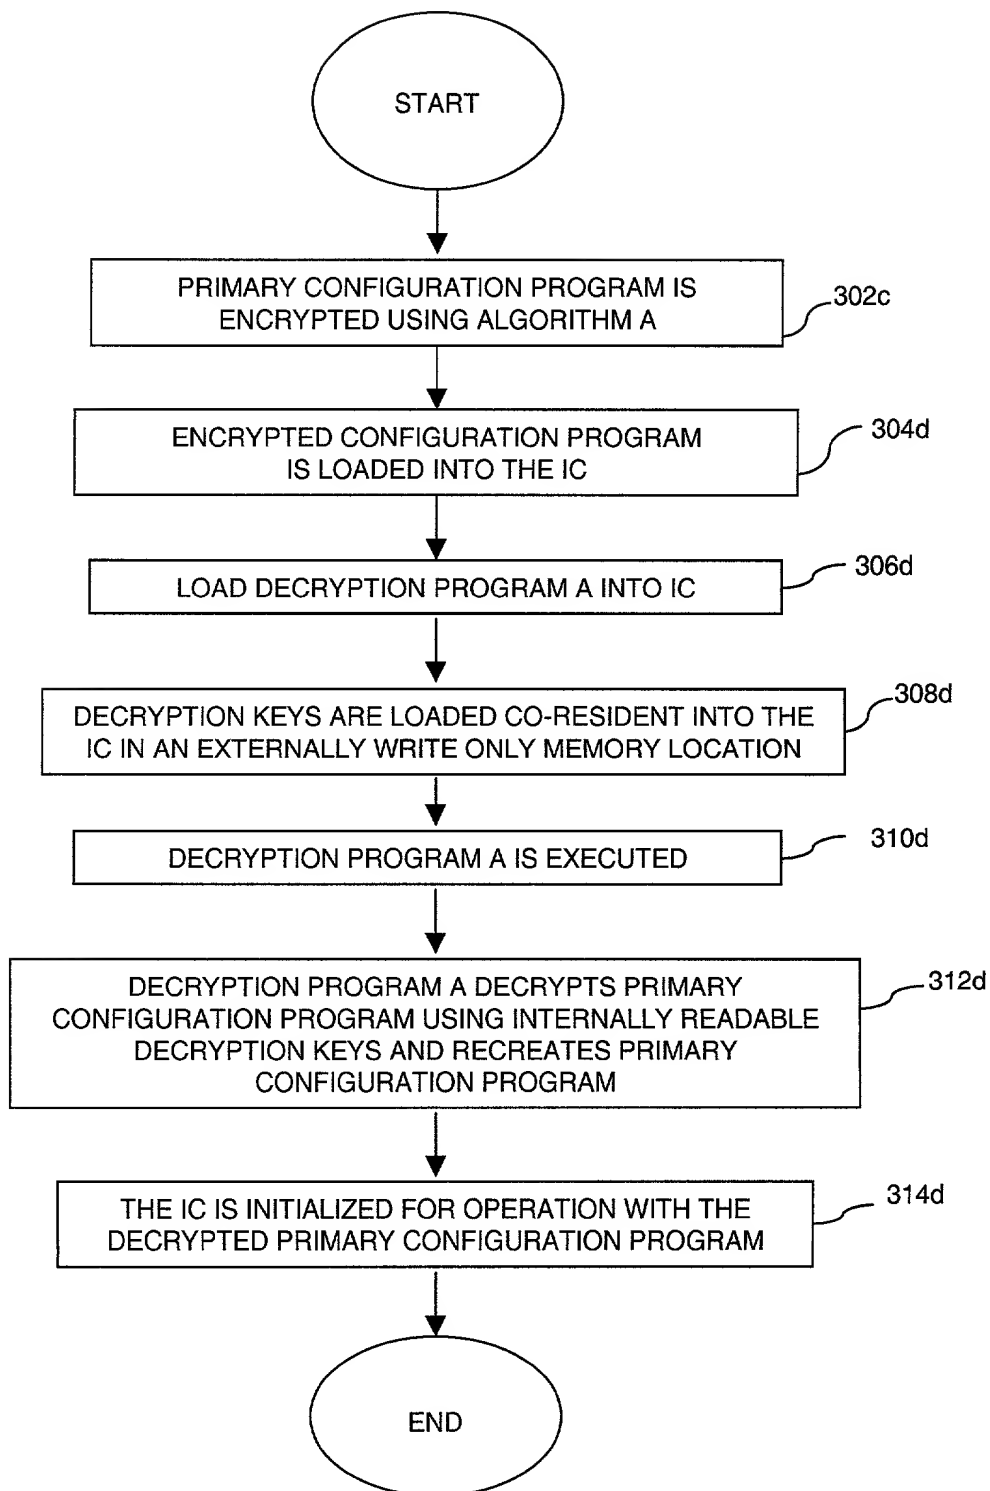 START
PRIMARY CONFIGURATION PROGRAM IS
ENCRYPTED USING ALGORITHM A
302c
ENCRYPTED CONFIGURATION PROGRAM
IS LOADED INTO THE IC
304d
LOAD DECRYPTION PROGRAM A INTO IC
306d
DECRYPTION KEYS ARE LOADED CO-RESIDENT INTO THE
IC IN AN EXTERNALLY WRITE ONLY MEMORY LOCATION
308d
DECRYPTION PROGRAM A IS EXECUTED
310d
DECRYPTION PROGRAM A DECRYPTS PRIMARY
CONFIGURATION PROGRAM USING INTERNALLY READABLE
DECRYPTION KEYS AND RECREATES PRIMARY
CONFIGURATION PROGRAM
312d
THE IC IS INITIALIZED FOR OPERATION WITH THE
DECRYPTED PRIMARY CONFIGURATION PROGRAM
314d
END